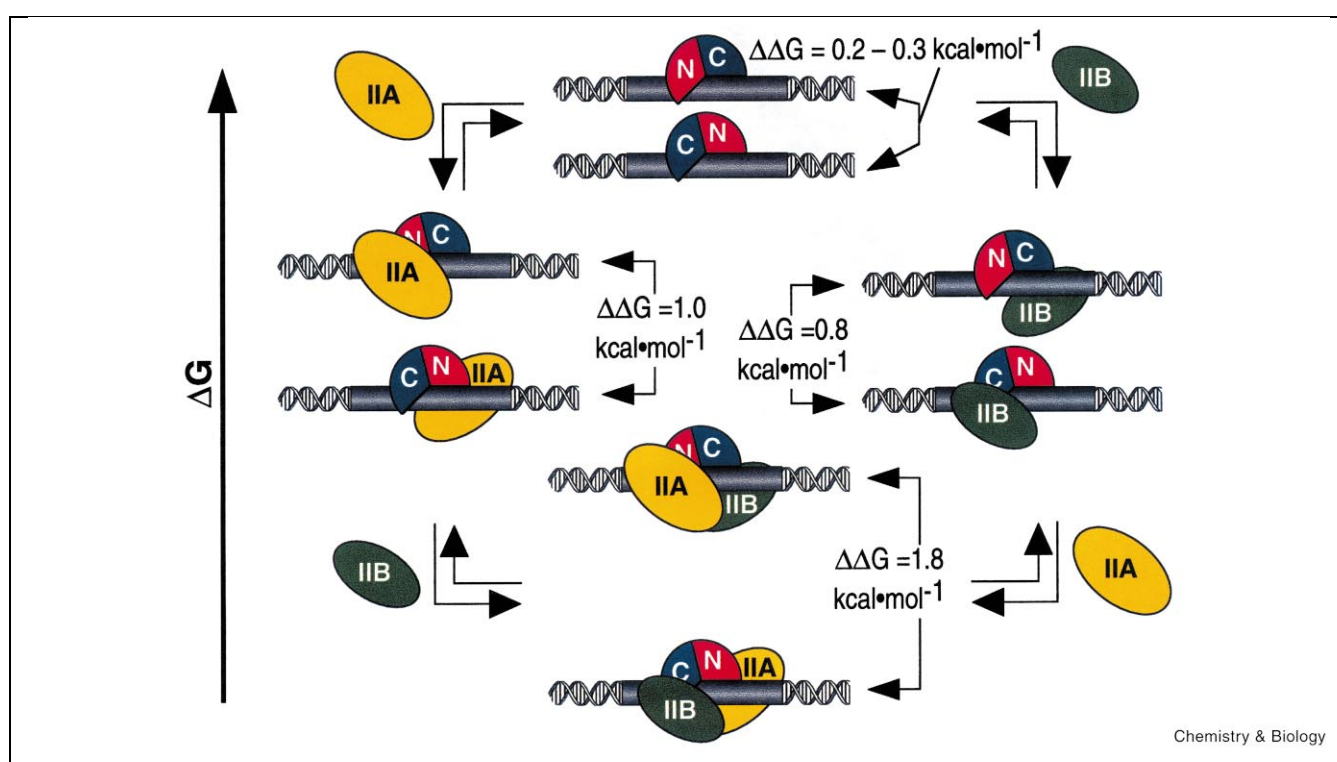 ΔΔG = 0.2 – 0.3 kcal•mol⁻¹
IIA
N C
IIB
C N
N C
IIA
N C
IIB
ΔΔG =1.0
kcal•mol⁻¹
ΔΔG =0.8
kcal•mol⁻¹
C N IIA
C N
IIB
ΔG
N C
IIA IIB
IIB
ΔΔG =1.8
kcal•mol⁻¹
IIA
C N IIA
IIB
Chemistry & Biology